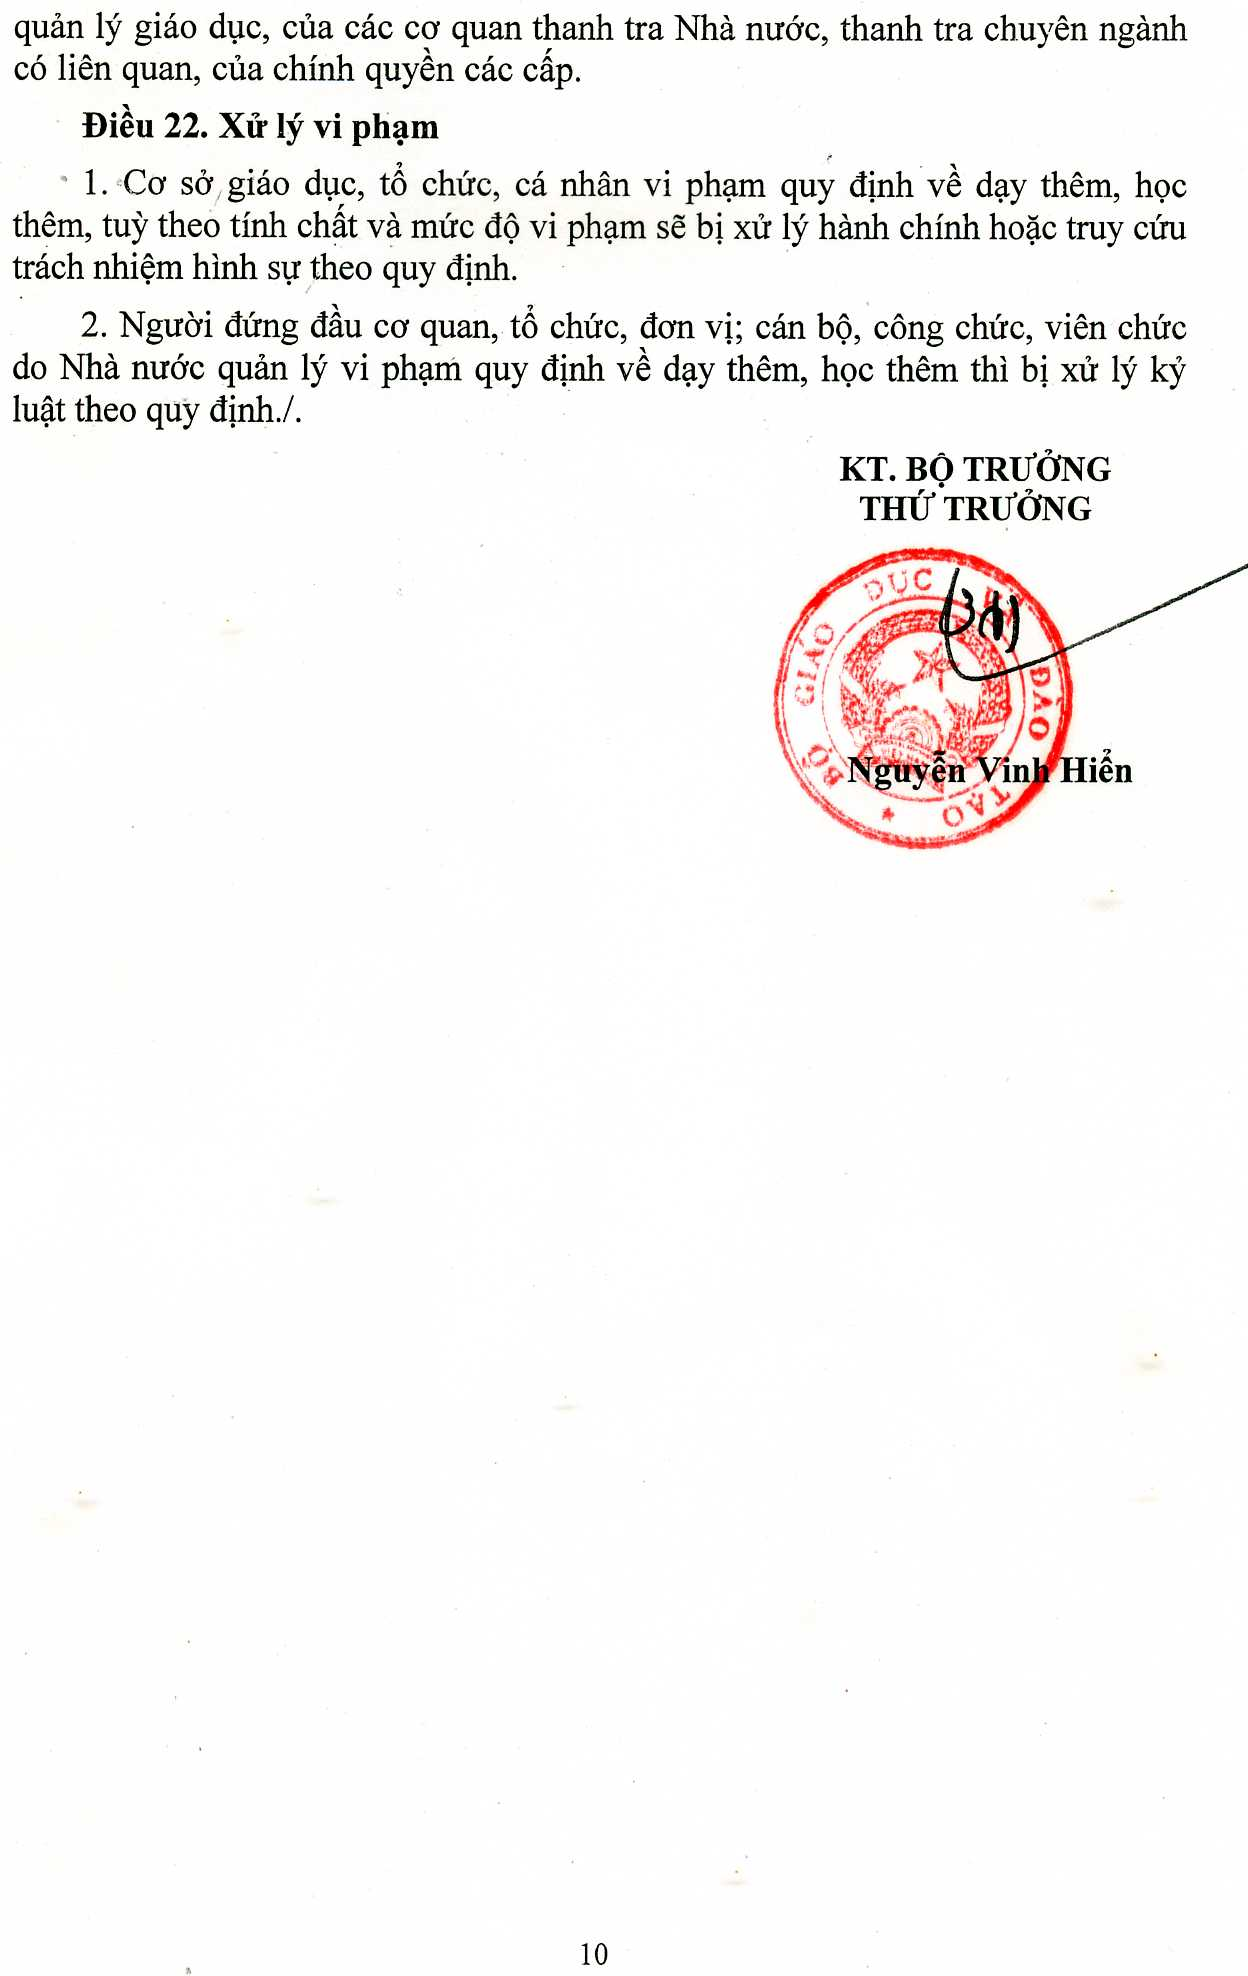 quản lý giáo dục, của các cơ quan thanh tra Nhà nước, thanh tra chuyên ngành
có liên quan, của chính quyền các cấp.
Điều 22. Xử lý vi phạm
1. Cơ sở giáo dục, tổ chức, cá nhân vi phạm quy định về dạy thêm, học
thêm, tuỳ theo tính chất và mức độ vi phạm sẽ bị xử lý hành chính hoặc truy cứu
trách nhiệm hình sự theo quy định.
2. Người đứng đầu cơ quan, tổ chức, đơn vị; cán bộ, công chức, viên chức
do Nhà nước quản lý vi phạm quy định về dạy thêm, học thêm thì bị xử lý kỷ
luật theo quy định./.
KT. BỘ TRƯỞNG
THỨ TRƯỞNG
BỘ GIÁO DỤC VÀ ĐÀO TẠO
Nguyễn Vinh Hiển
10